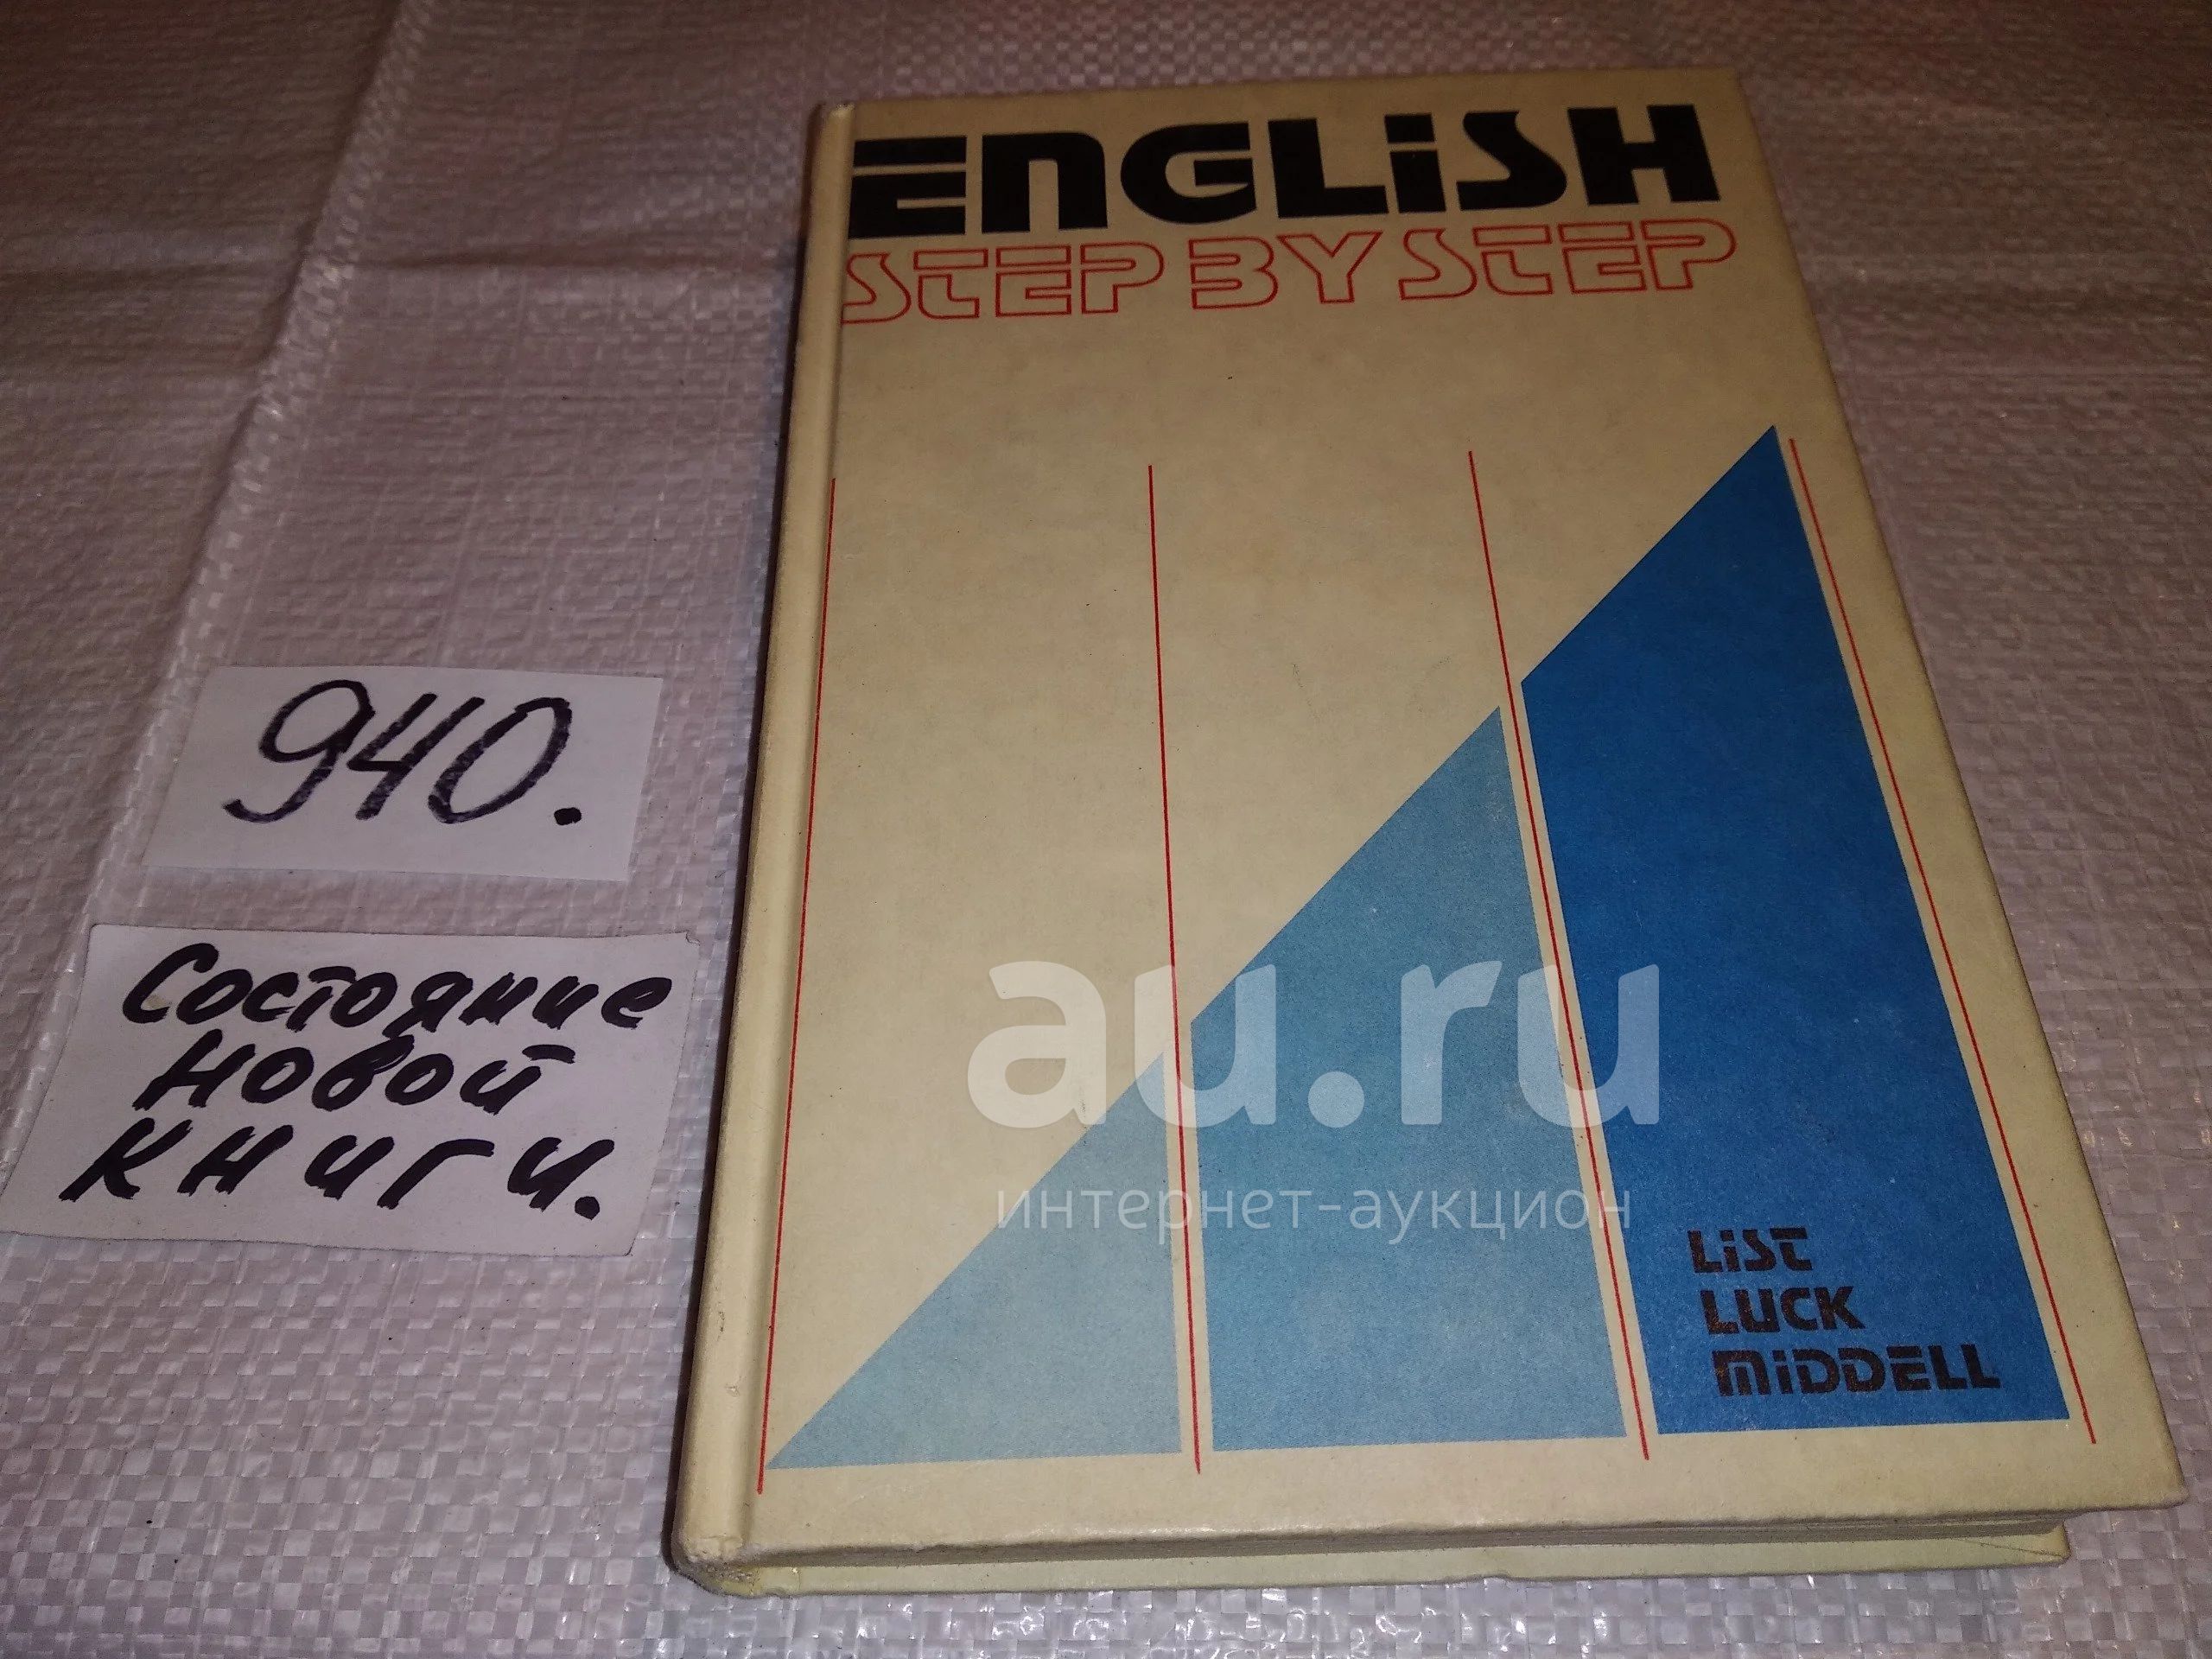 ENGLiSH
STEP BY STEP
940.
Состояние
новой
книги.
au.ru
интернет-аукцион
LiST
LUCK
MiDDELL